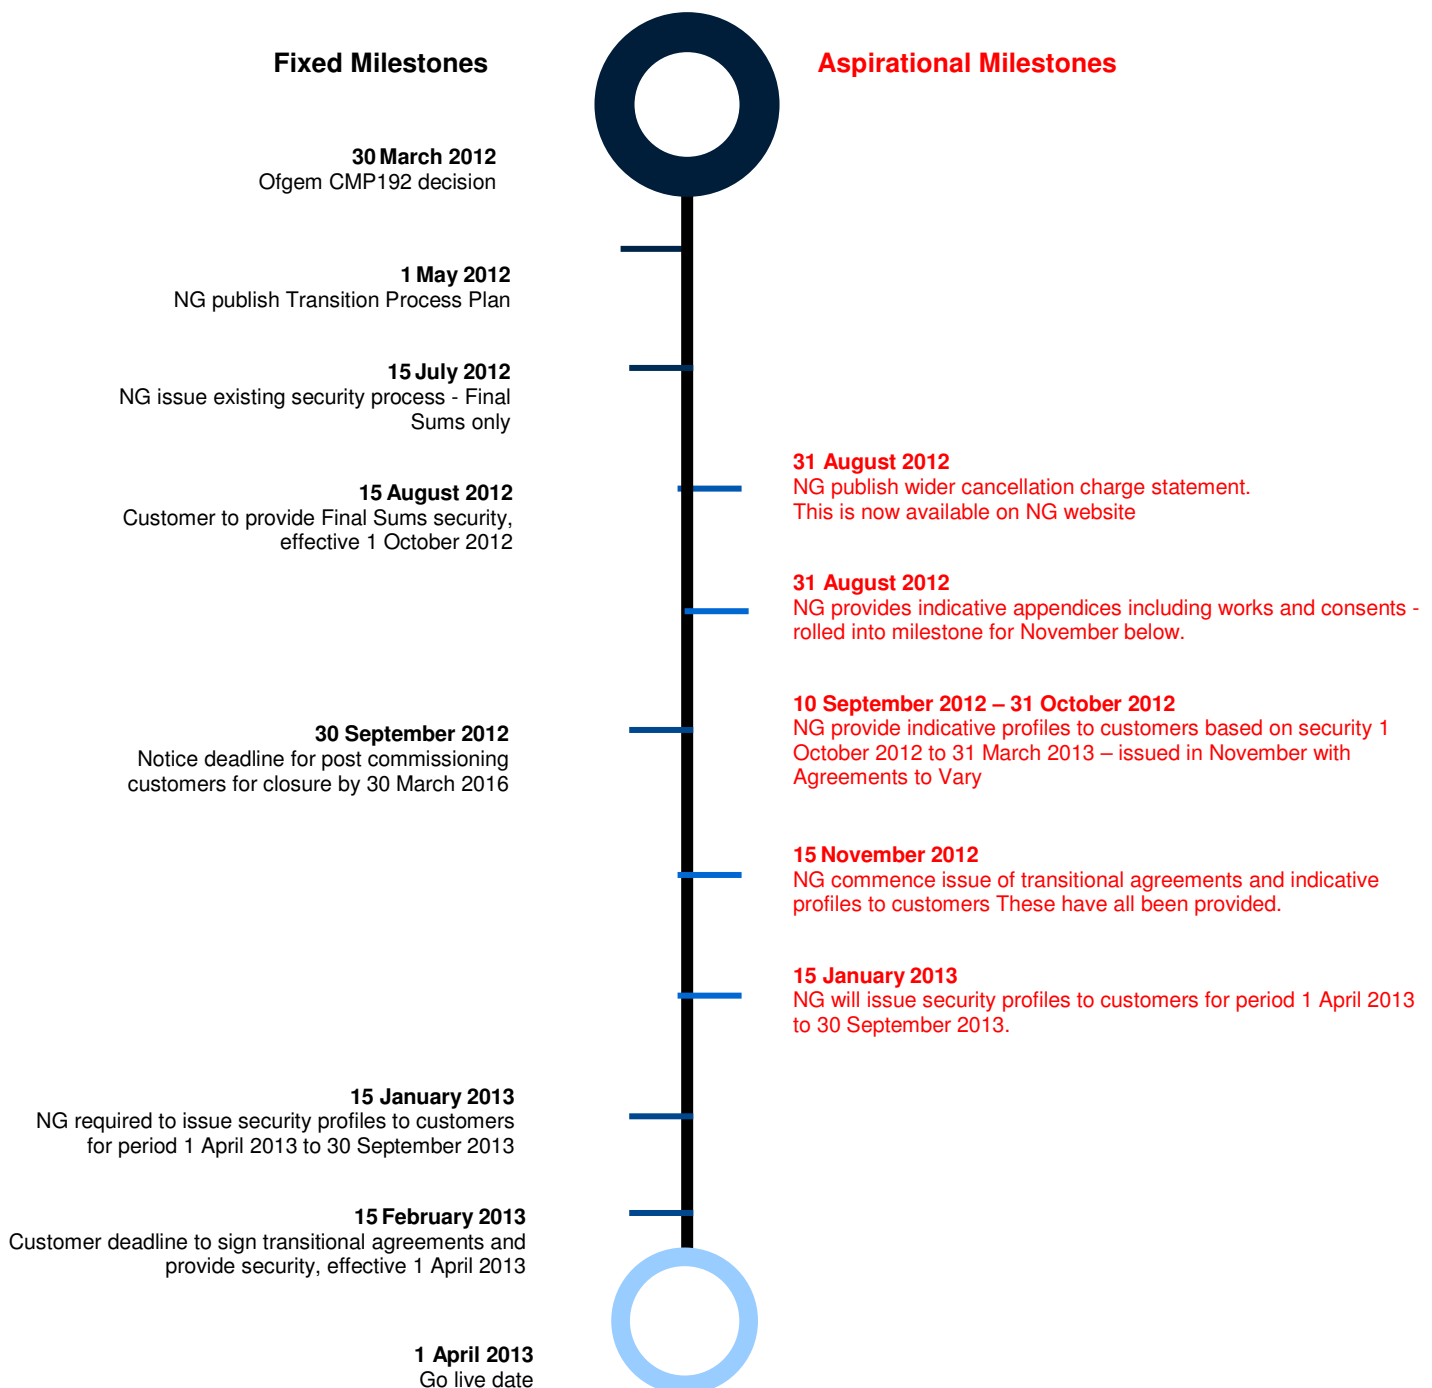 Fixed Milestones
Aspirational Milestones
30 March 2012
Ofgem CMP192 decision
1 May 2012
NG publish Transition Process Plan
15 July 2012
NG issue existing security process - Final
Sums only
31 August 2012
NG publish wider cancellation charge statement.
This is now available on NG website
15 August 2012
Customer to provide Final Sums security,
effective 1 October 2012
31 August 2012
NG provides indicative appendices including works and consents -
rolled into milestone for November below.
10 September 2012 – 31 October 2012
NG provide indicative profiles to customers based on security 1
October 2012 to 31 March 2013 – issued in November with
Agreements to Vary
30 September 2012
Notice deadline for post commissioning
customers for closure by 30 March 2016
15 November 2012
NG commence issue of transitional agreements and indicative
profiles to customers These have all been provided.
15 January 2013
NG will issue security profiles to customers for period 1 April 2013
to 30 September 2013.
15 January 2013
NG required to issue security profiles to customers
for period 1 April 2013 to 30 September 2013
15 February 2013
Customer deadline to sign transitional agreements and
provide security, effective 1 April 2013
1 April 2013
Go live date